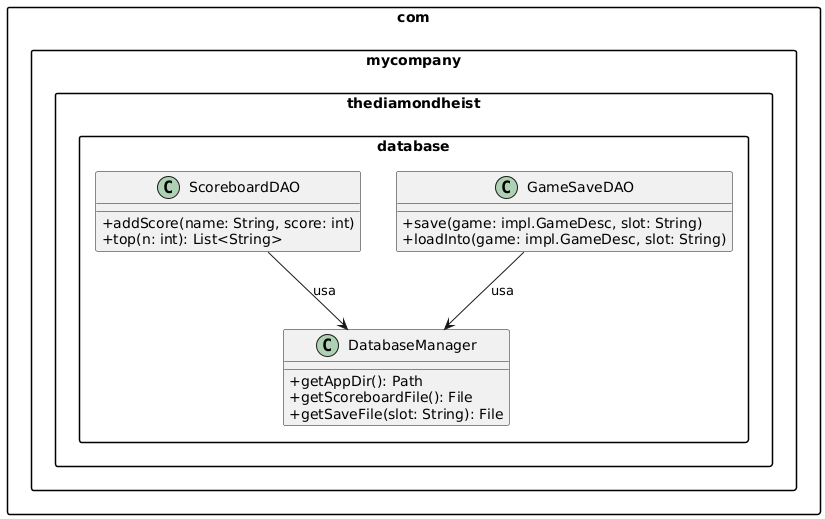 com
mycompany
thediamondheist
database
C ScoreboardDAO
+addScore(name: String, score: int)
+top(n: int): List<String>
C GameSaveDAO
+save(game: impl.GameDesc, slot: String)
+loadInto(game: impl.GameDesc, slot: String)
usa
usa
C DatabaseManager
+getAppDir(): Path
+getScoreboardFile(): File
+getSaveFile(slot: String): File